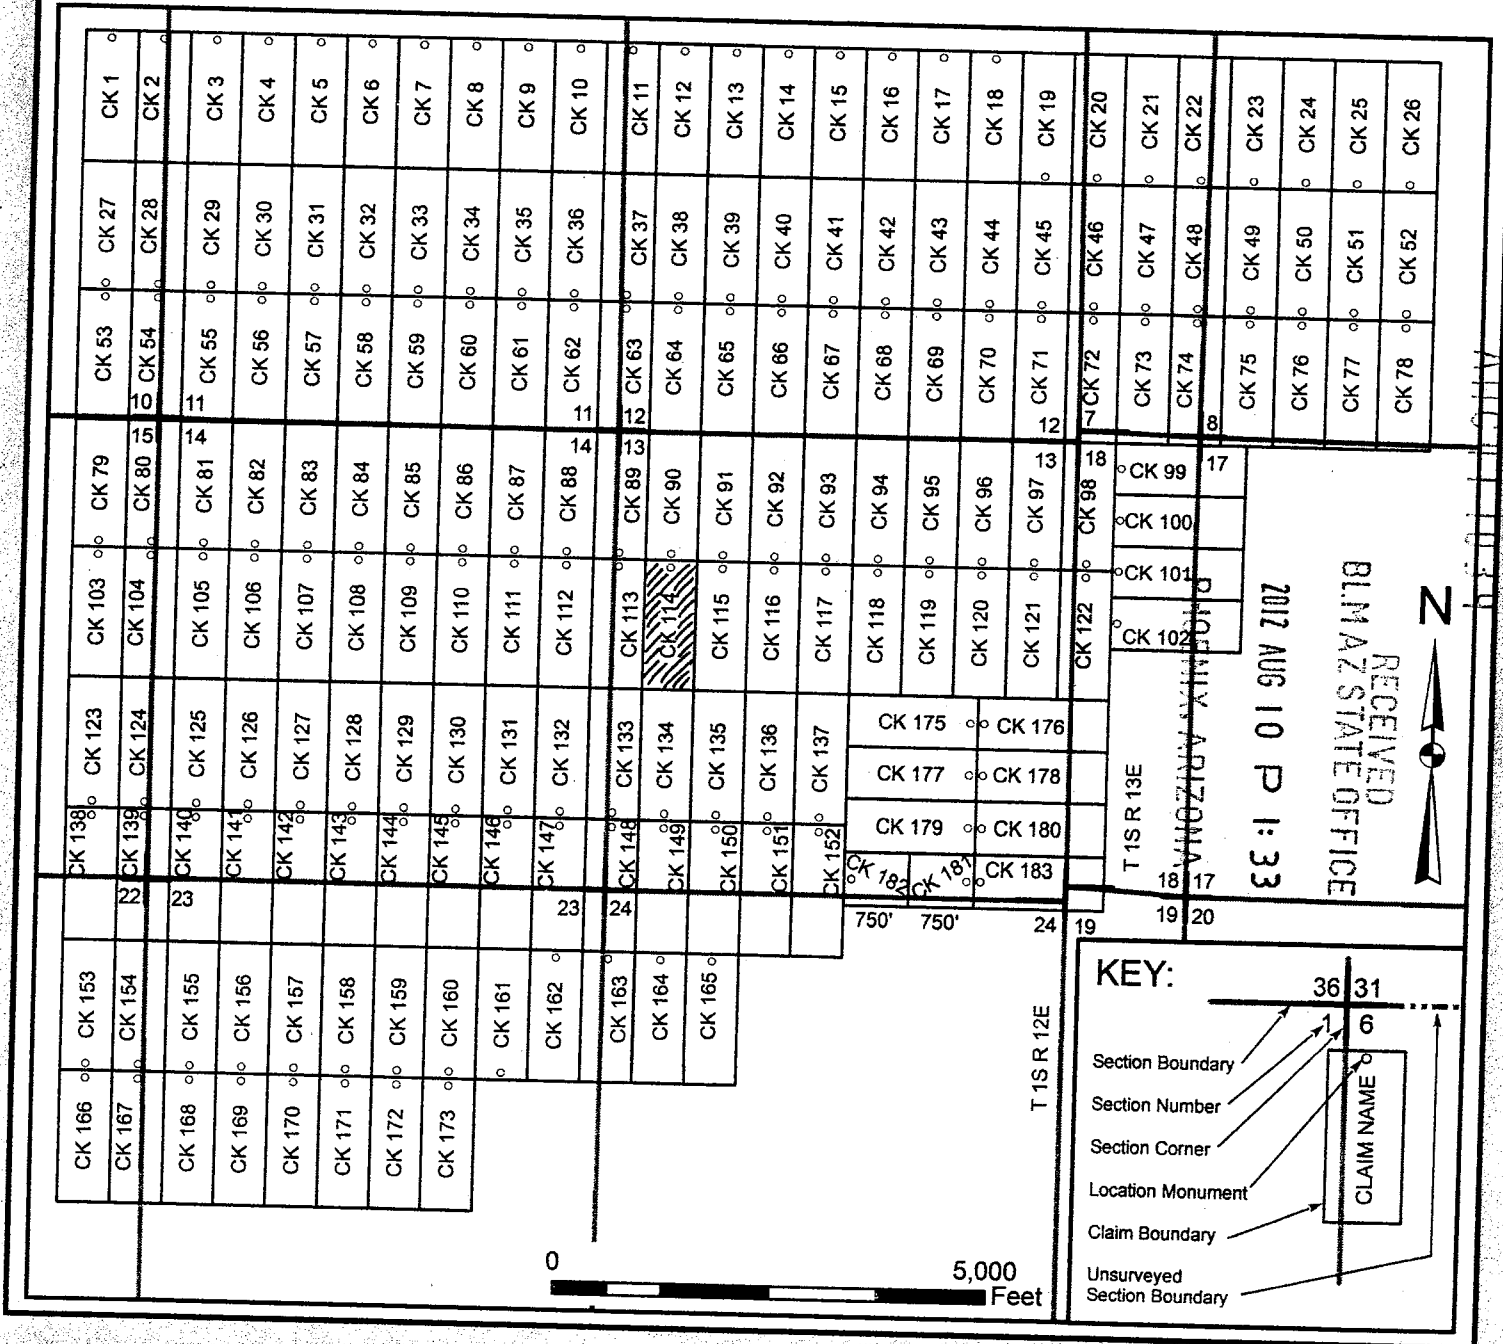 CK 1 CK 2 CK 3 CK 4 CK 5 CK 6 CK 7 CK 8 CK 9 CK 10 CK 11 CK 12 CK 13 CK 14 CK 15 CK 16 CK 17 CK 18 CK 19 CK 20 CK 21 CK 22 CK 23 CK 24 CK 25 CK 26
CK 27 CK 28 CK 29 CK 30 CK 31 CK 32 CK 33 CK 34 CK 35 CK 36 CK 37 CK 38 CK 39 CK 40 CK 41 CK 42 CK 43 CK 44 CK 45 CK 46 CK 47 CK 48 CK 49 CK 50 CK 51 CK 52
CK 53 CK 54 CK 55 CK 56 CK 57 CK 58 CK 59 CK 60 CK 61 CK 62 CK 63 CK 64 CK 65 CK 66 CK 67 CK 68 CK 69 CK 70 CK 71 CK 72 CK 73 CK 74 CK 75 CK 76 CK 77 CK 78
10 11 11 12 12 7 8
15 14 14 13 13 18 17
CK 79 CK 80 CK 81 CK 82 CK 83 CK 84 CK 85 CK 86 CK 87 CK 88 CK 89 CK 90 CK 91 CK 92 CK 93 CK 94 CK 95 CK 96 CK 97 CK 98
CK 99
CK 100
CK 101
CK 102
CK 103 CK 104 CK 105 CK 106 CK 107 CK 108 CK 109 CK 110 CK 111 CK 112 CK 113 CK 114 CK 115 CK 116 CK 117 CK 118 CK 119 CK 120 CK 121 CK 122
CK 123 CK 124 CK 125 CK 126 CK 127 CK 128 CK 129 CK 130 CK 131 CK 132 CK 133 CK 134 CK 135 CK 136 CK 137
CK 175 CK 176
CK 177 CK 178
CK 179 CK 180
CK 182 CK 181 CK 183
CK 138 CK 139 CK 140 CK 141 CK 142 CK 143 CK 144 CK 145 CK 146 CK 147 CK 148 CK 149 CK 150 CK 151 CK 152
22 23 23 24 24 19
750' 750'
18 17
19 20
T 1S R 13E
T 1S R 12E
CK 153 CK 154 CK 155 CK 156 CK 157 CK 158 CK 159 CK 160 CK 161 CK 162 CK 163 CK 164 CK 165
CK 166 CK 167 CK 168 CK 169 CK 170 CK 171 CK 172 CK 173
N
RECEIVED
BLM AZ STATE OFFICE
2012 AUG 10 P 1:33
PHOENIX, ARIZONA
KEY:
36 31
1 6
Section Boundary
Section Number
Section Corner
Location Monument
Claim Boundary
Unsurveyed
Section Boundary
CLAIM NAME
0 5,000
Feet